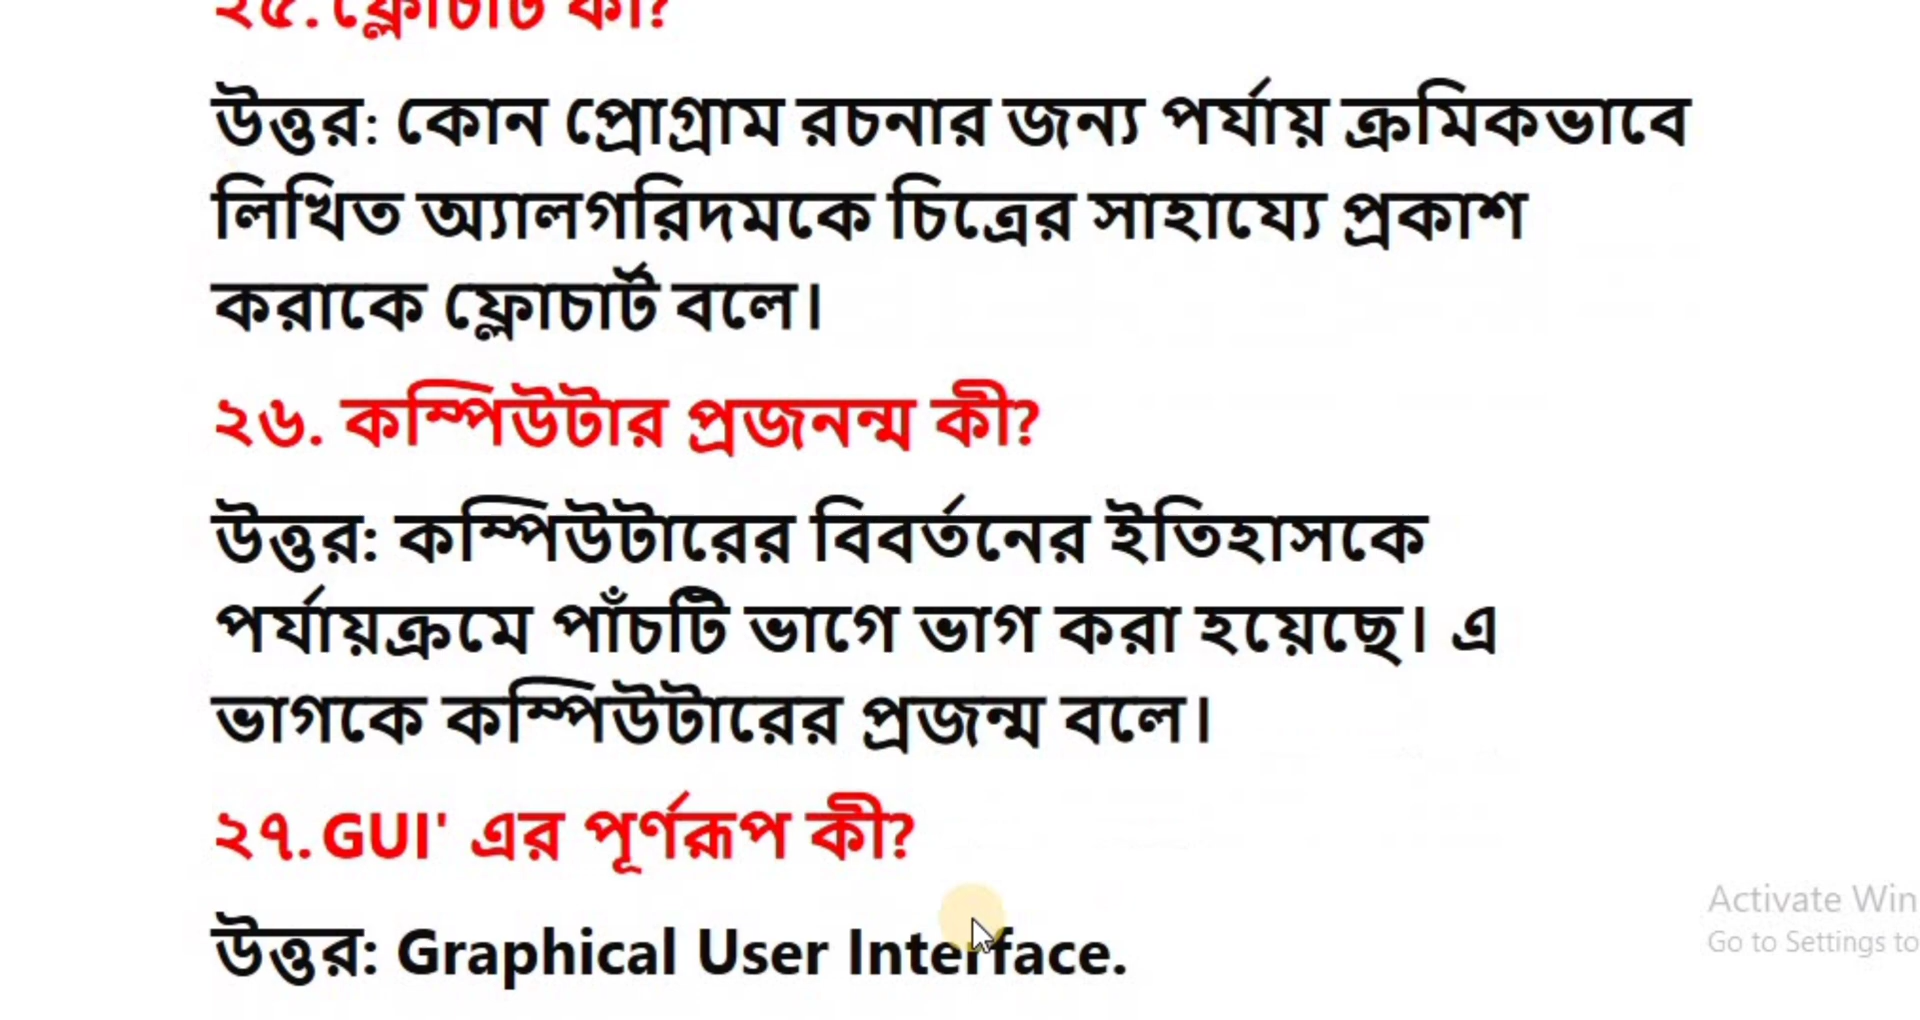 ২৫. ফ্লোচার্ট কী?
উত্তর: কোন প্রোগ্রাম রচনার জন্য পর্যায় ক্রমিকভাবে
লিখিত অ্যালগরিদমকে চিত্রের সাহায্যে প্রকাশ
করাকে ফ্লোচার্ট বলে।
২৬. কম্পিউটার প্রজনন্ম কী?
উত্তর: কম্পিউটারের বিবর্তনের ইতিহাসকে
পর্যায়ক্রমে পাঁচটি ভাগে ভাগ করা হয়েছে। এ
ভাগকে কম্পিউটারের প্রজন্ম বলে।
২৭. GUI' এর পূর্ণরূপ কী?
উত্তর: Graphical User Interface.
Activate Win
Go to Settings to